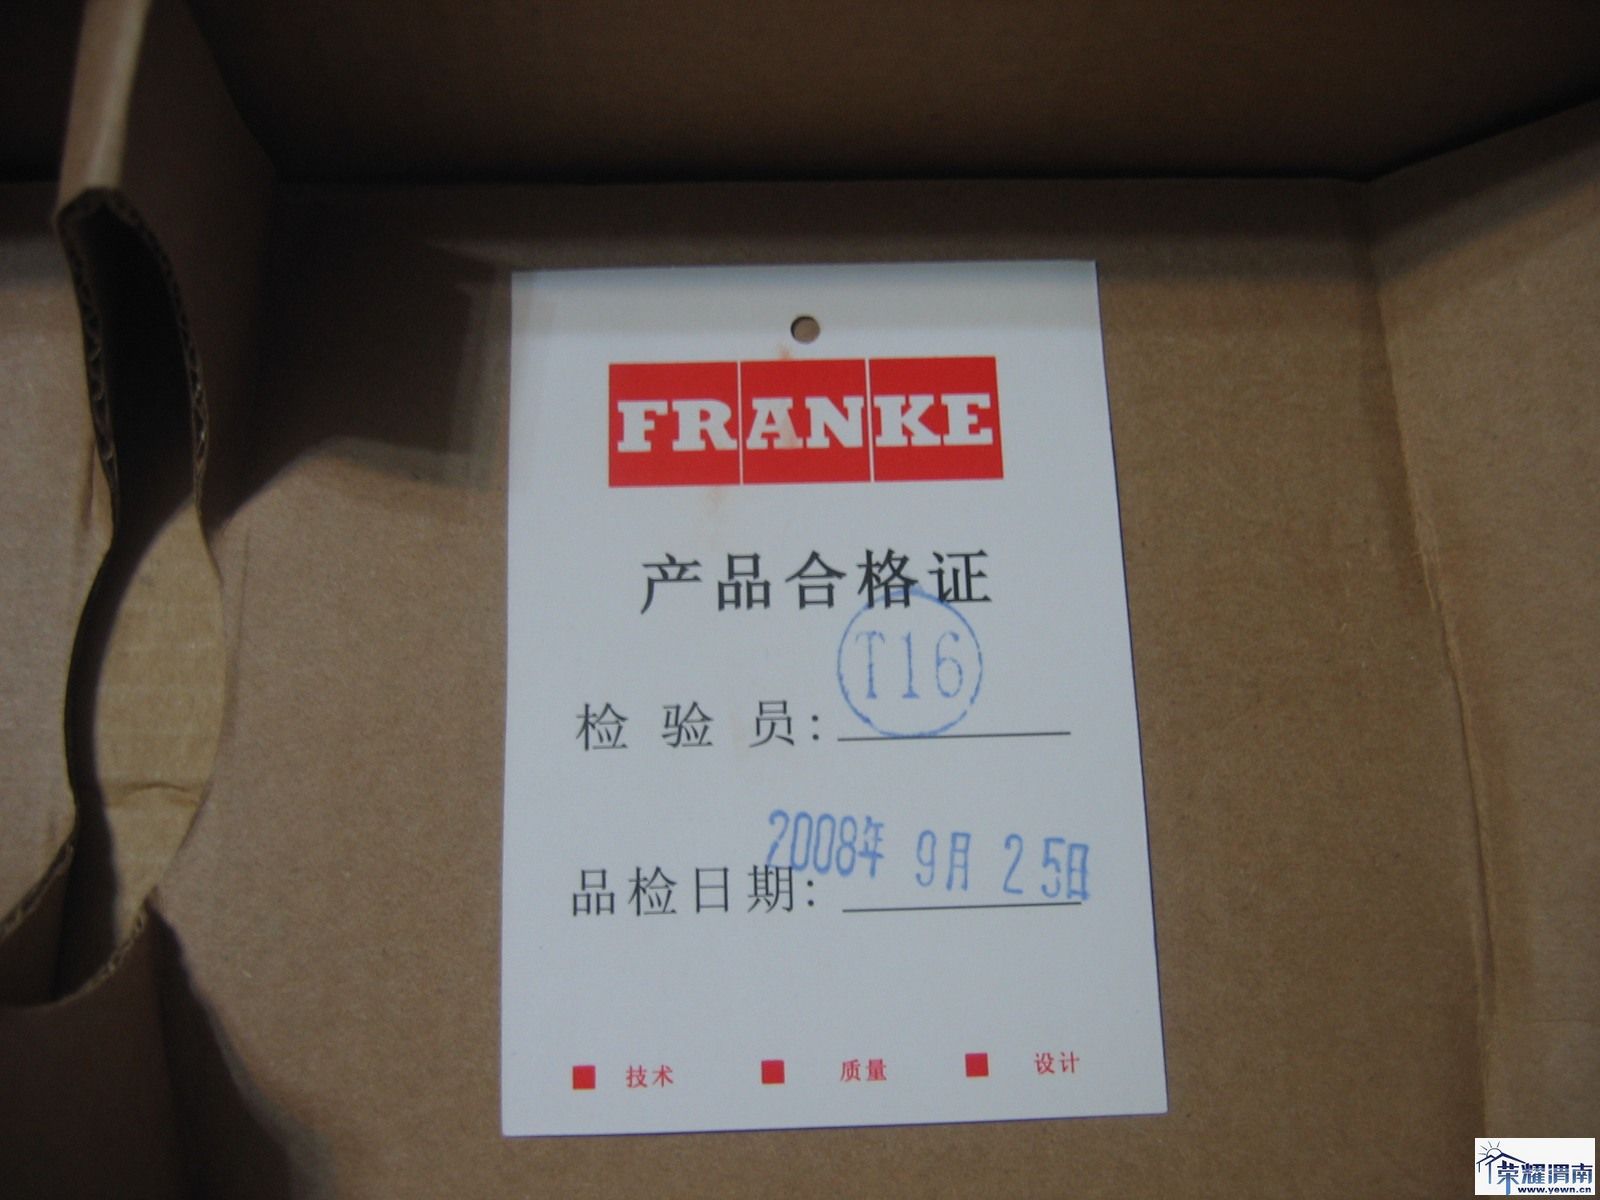 FRANKE
产品合格证
检验员: T16
品检日期: 2008年 9月 25日
技术 质量 设计
荣耀渭南
www.yewn.cn